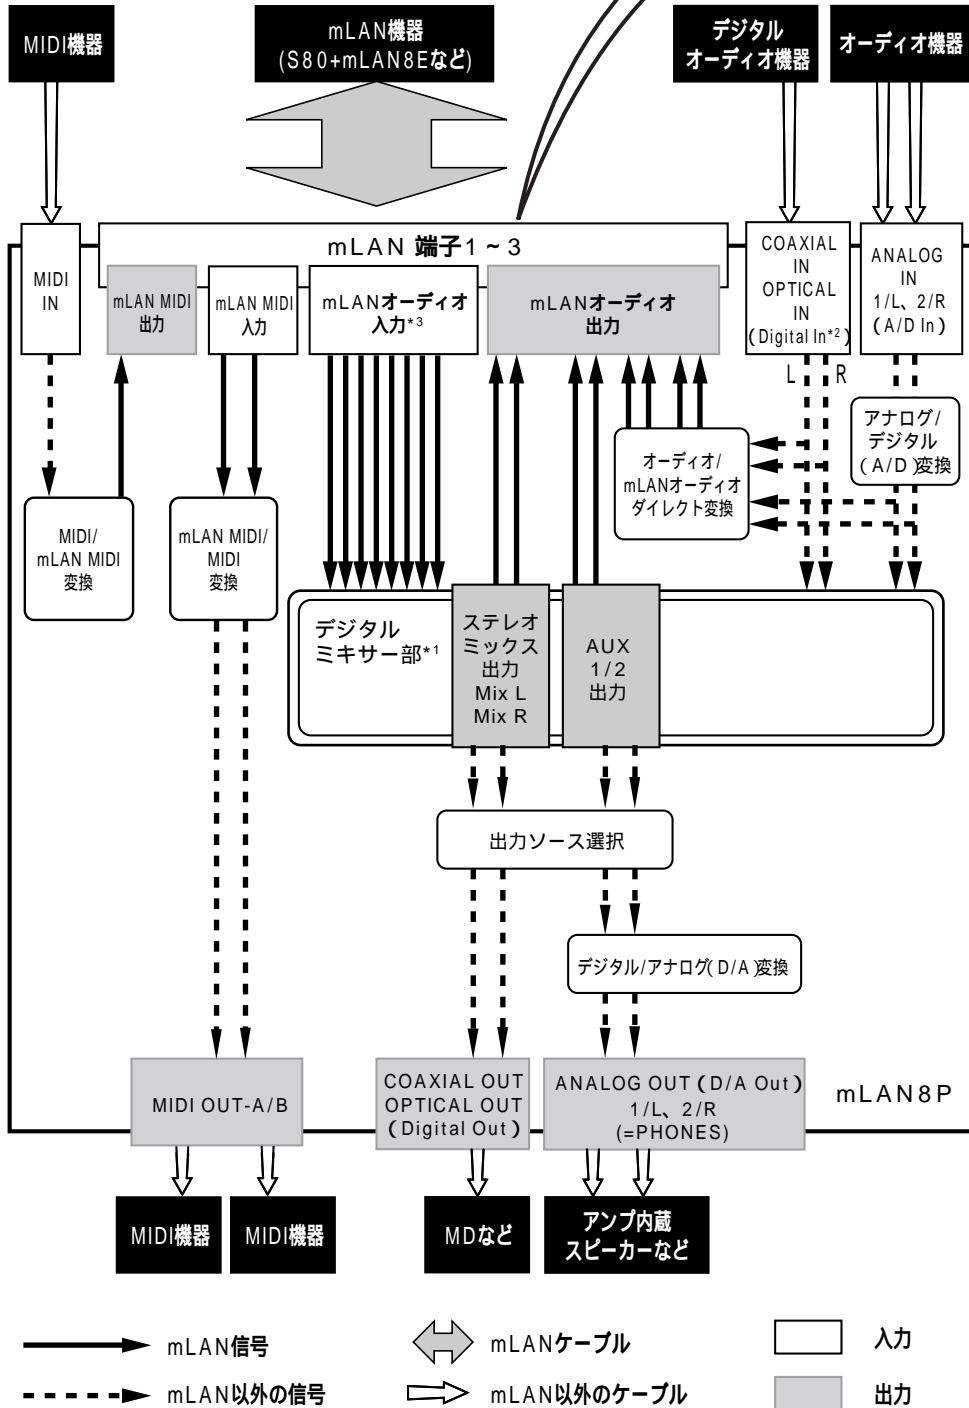 MIDI機器
mLAN機器
(S80+mLAN8Eなど)
デジタル
オーディオ機器
オーディオ機器
mLAN 端子1~3
MIDI
IN
mLAN MIDI
出力
mLAN MIDI
入力
mLANオーディオ
入力*3
mLANオーディオ
出力
COAXIAL
IN
OPTICAL
IN
(Digital In*2)
ANALOG
IN
1/L、2/R
(A/D In)
L R
アナログ/
デジタル
(A/D)変換
オーディオ/
mLANオーディオ
ダイレクト変換
MIDI/
mLAN MIDI
変換
mLAN MIDI/
MIDI
変換
デジタル
ミキサー部*1
ステレオ
ミックス
出力
Mix L
Mix R
AUX
1/2
出力
出力ソース選択
デジタル/アナログ(D/A)変換
MIDI OUT-A/B
COAXIAL OUT
OPTICAL OUT
(Digital Out)
ANALOG OUT (D/A Out)
1/L、2/R
(=PHONES)
mLAN8P
MIDI機器
MIDI機器
MDなど
アンプ内蔵
スピーカーなど
mLAN信号
mLANケーブル
入力
mLAN以外の信号
mLAN以外のケーブル
出力